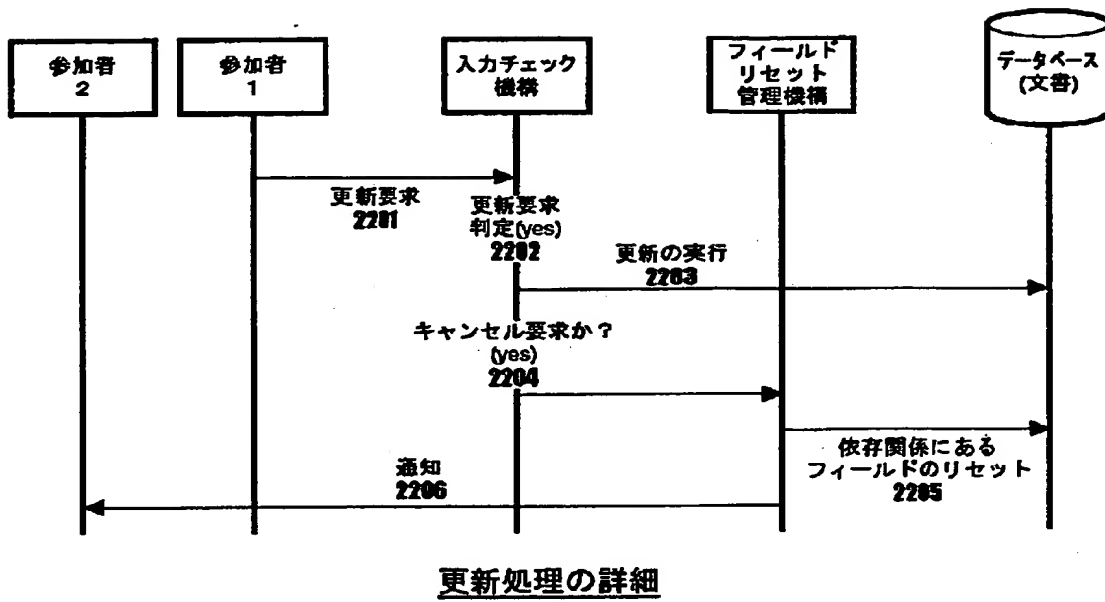 参加者
2
参加者
1
入力チェック
機構
フィールド
リセット
管理機構
データベース
(文書)
更新要求
2201
更新要求
判定(yes)
2202
更新の実行
2203
キャンセル要求か？
(yes)
2204
依存関係にある
フィールドのリセット
2205
通知
2206
更新処理の詳細